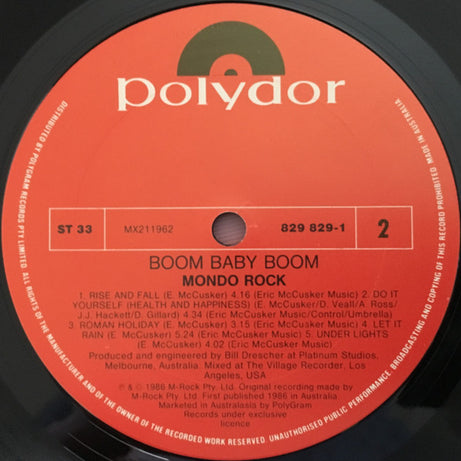 polydor
ST 33
MX211962
829 829-1
2
BOOM BABY BOOM
MONDO ROCK
1. RISE AND FALL (E. McCusker) 4.16 (Eric McCusker Music) 2. DO IT
YOURSELF (HEALTH AND HAPPINESS) (E. McCusker/D. Veall/A. Ross/
J.J. Hackett/D. Gillard) 4.34 (Eric McCusker Music/Control/Umbrella)
3. ROMAN HOLIDAY (E. McCusker) 3.15 (Eric McCusker Music) 4. LET IT
RAIN (E. McCusker) 5.24 (Eric McCusker Music) 5. UNDER LIGHTS
(E. McCusker) 4.02 (Eric McCusker Music)
Produced and engineered by Bill Drescher at Platinum Studios,
Melbourne, Australia. Mixed at The Village Recorder, Los
Angeles, USA
℗ & © 1986 M-Rock Pty. Ltd. Original recording made by
M-Rock Pty. Ltd. First published 1986 in Australia
Marketed in Australasia by PolyGram
Records under exclusive
licence
DISTRIBUTED BY POLYGRAM RECORDS PTY. LIMITED. ALL RIGHTS OF THE MANUFACTURER AND OF THE OWNER OF THE RECORDED WORK RESERVED. UNAUTHORISED PUBLIC PERFORMANCE, BROADCASTING AND COPYING OF THIS RECORD PROHIBITED MADE IN AUSTRALIA